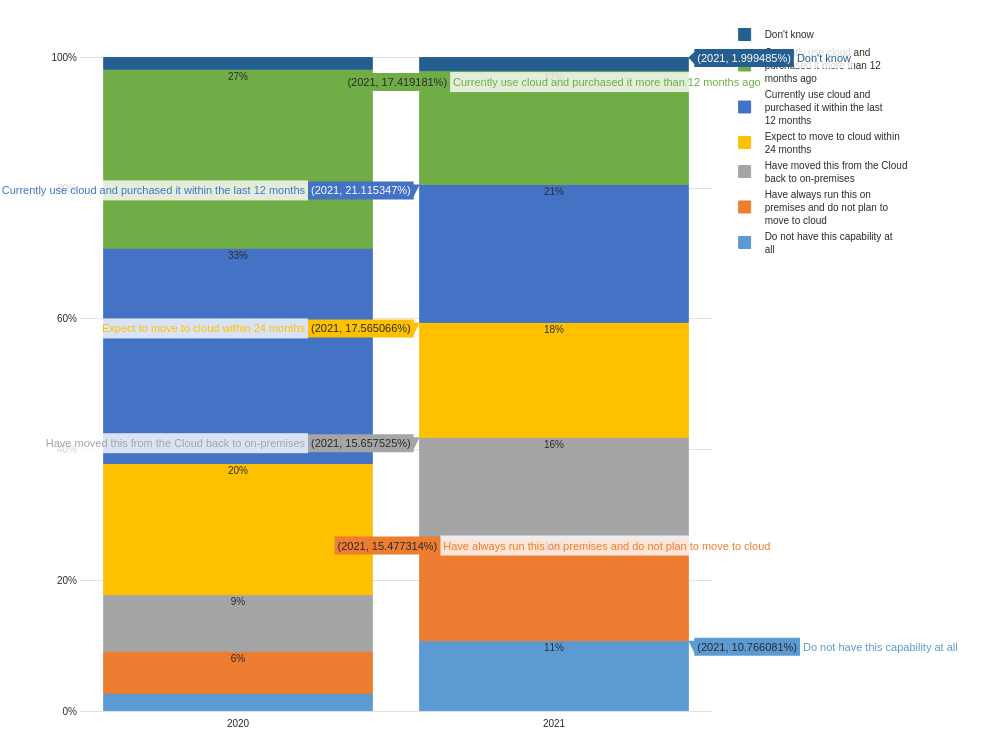 Don't know
Currently use cloud and
purchased it more than 12
months ago
Currently use cloud and
purchased it within the last
12 months
Expect to move to cloud within
24 months
Have moved this from the Cloud
back to on-premises
Have always run this on
premises and do not plan to
move to cloud
Do not have this capability at
all
100%
60%
40%
20%
0%
27%
33%
20%
9%
6%
21%
18%
16%
11%
(2021, 1.999485%) Don't know
(2021, 17.419181%) Currently use cloud and purchased it more than 12 months ago
Currently use cloud and purchased it within the last 12 months (2021, 21.115347%)
Expect to move to cloud within 24 months (2021, 17.565066%)
Have moved this from the Cloud back to on-premises (2021, 15.657525%)
(2021, 15.477314%) Have always run this on premises and do not plan to move to cloud
(2021, 10.766081%) Do not have this capability at all
2020
2021